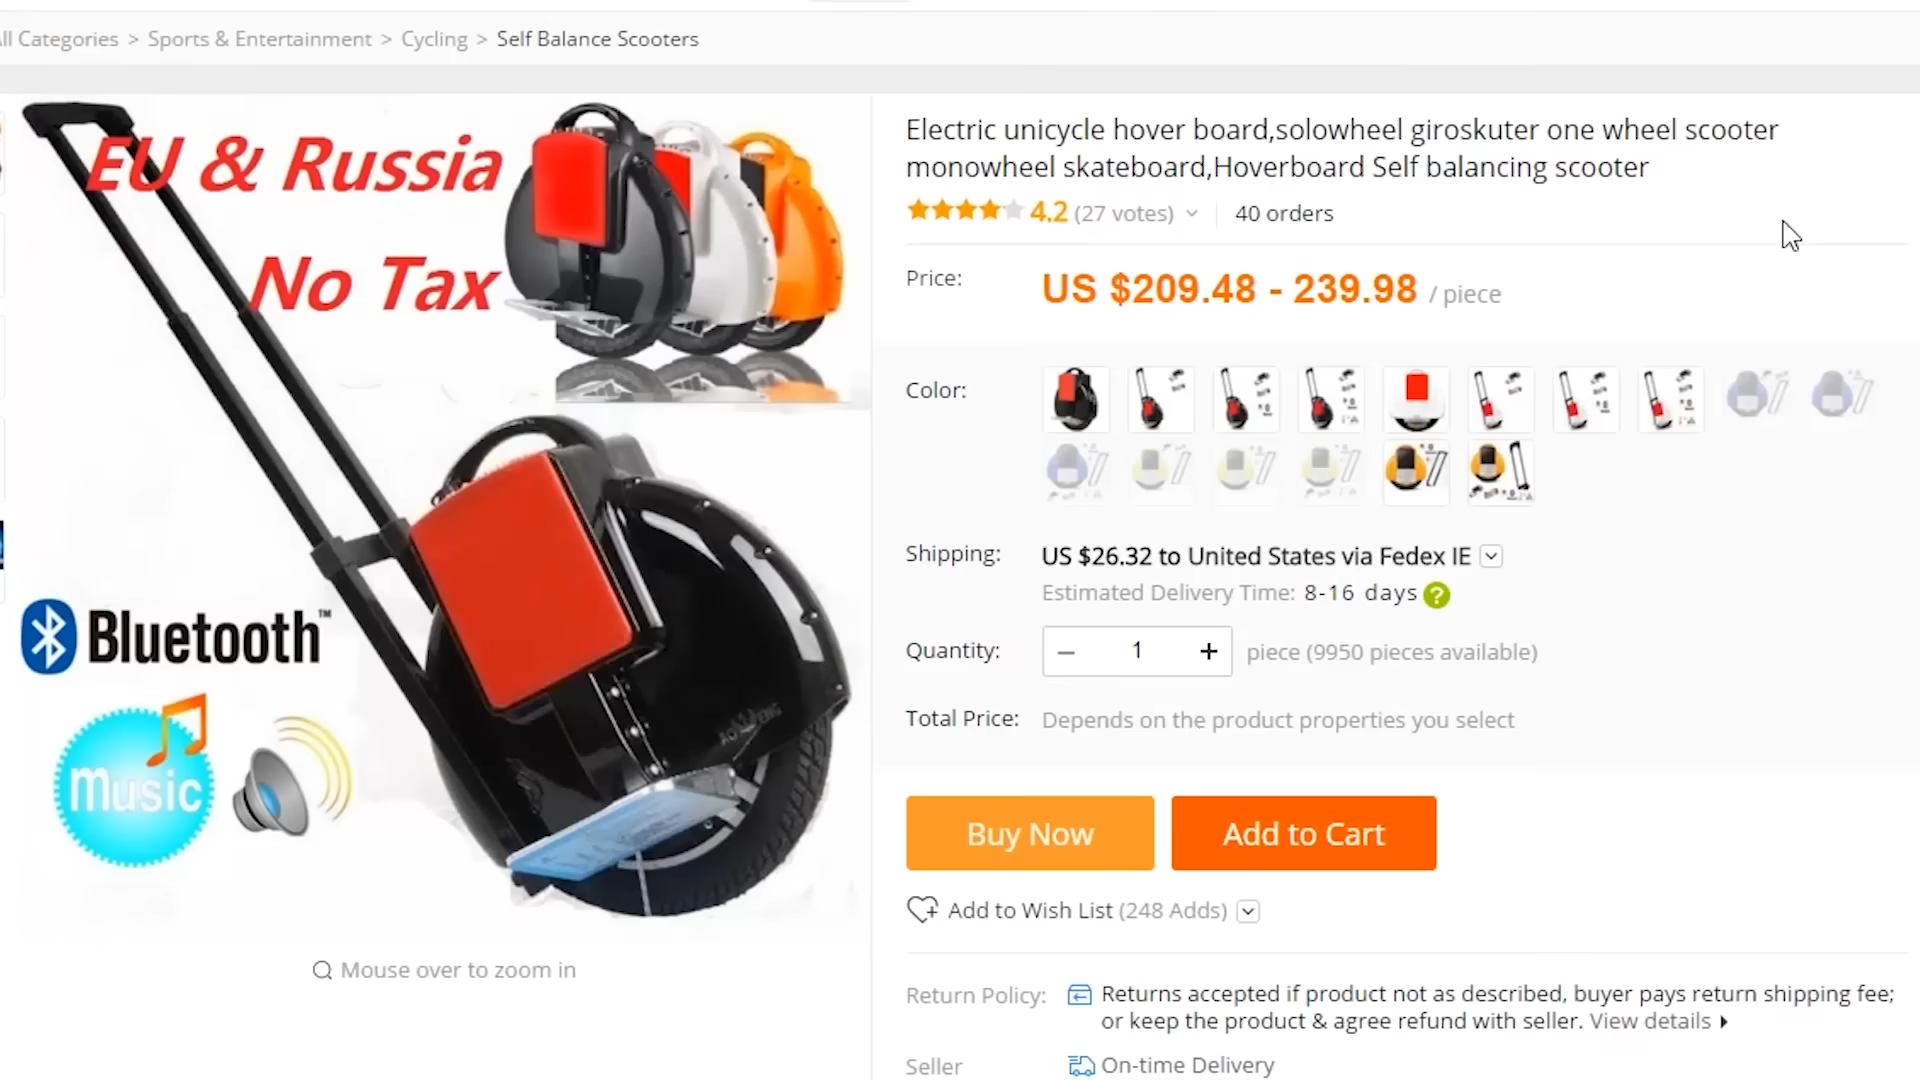 ll Categories > Sports & Entertainment > Cycling > Self Balance Scooters
EU & Russia
No Tax
Bluetooth™
Music
Mouse over to zoom in
Electric unicycle hover board,solowheel giroskuter one wheel scooter
monowheel skateboard,Hoverboard Self balancing scooter
4.2 (27 votes) 40 orders
Price: US $209.48 - 239.98 / piece
Color:
Shipping: US $26.32 to United States via Fedex IE
Estimated Delivery Time: 8-16 days ?
Quantity: − 1 + piece (9950 pieces available)
Total Price: Depends on the product properties you select
Buy Now Add to Cart
Add to Wish List (248 Adds)
Return Policy: Returns accepted if product not as described, buyer pays return shipping fee;
or keep the product & agree refund with seller. View details
Seller On-time Delivery